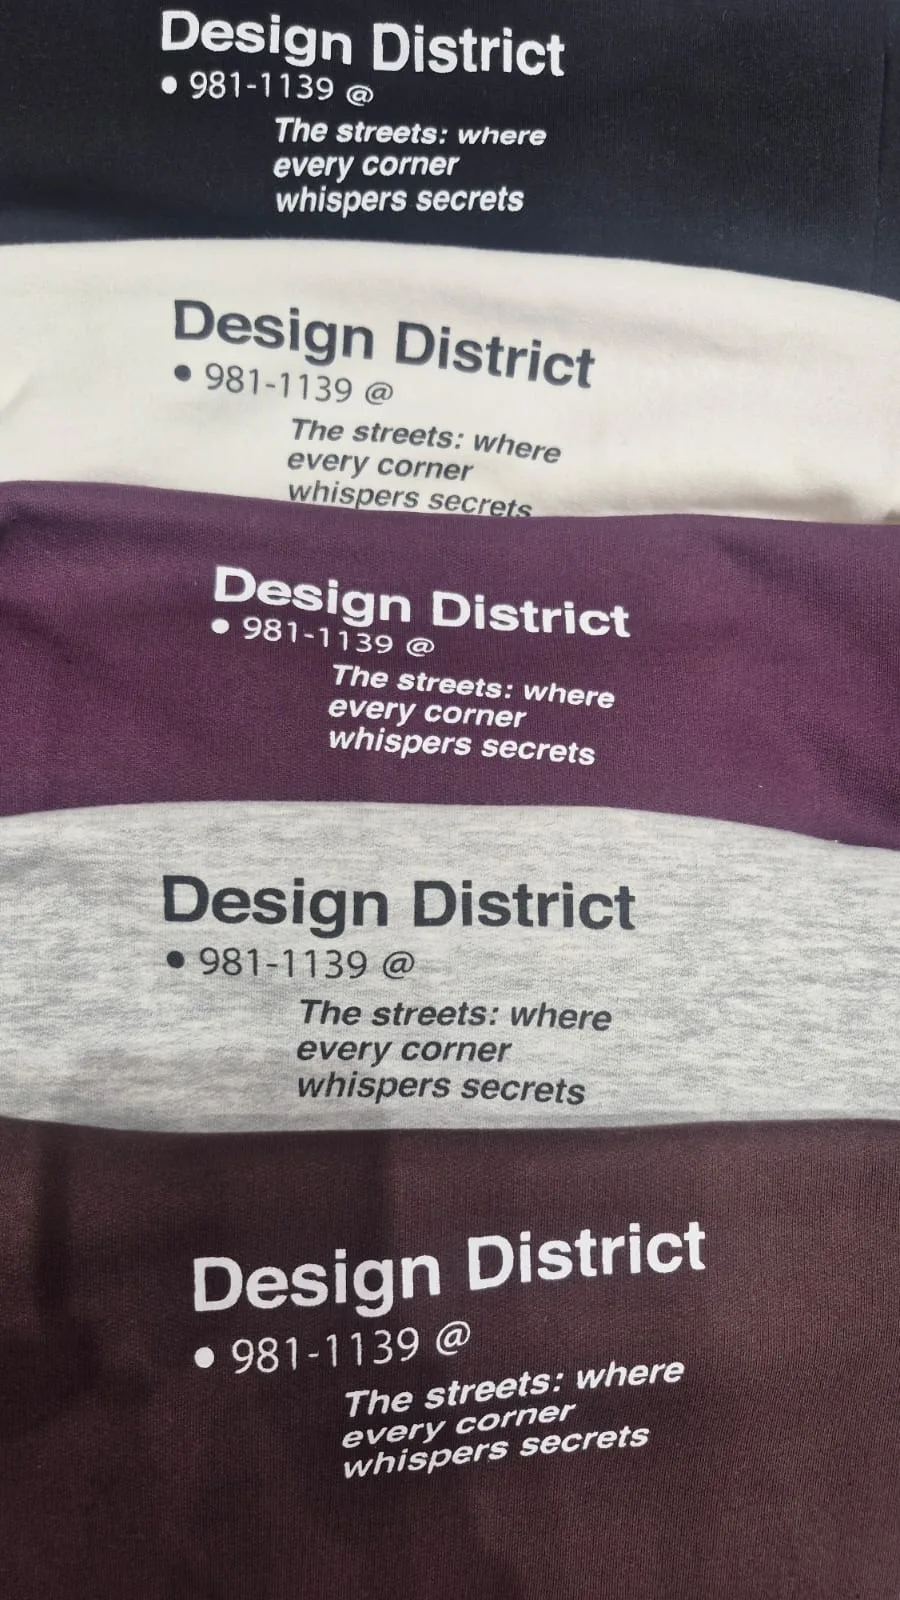 Design District
• 981-1139 @
The streets: where
every corner
whispers secrets
Design District
• 981-1139 @
The streets: where
every corner
whispers secrets
Design District
• 981-1139 @
The streets: where
every corner
whispers secrets
Design District
• 981-1139 @
The streets: where
every corner
whispers secrets
Design District
• 981-1139 @
The streets: where
every corner
whispers secrets